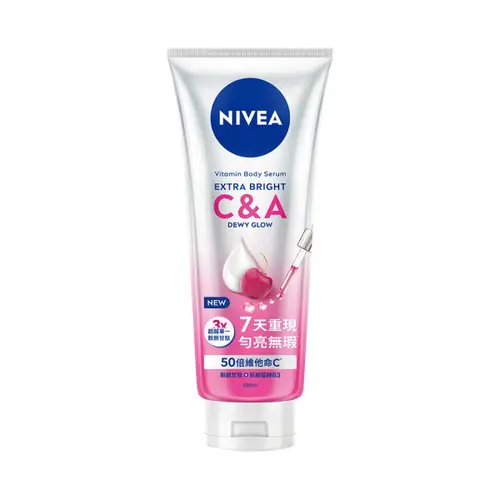 NIVEA
Vitamin Body Serum
EXTRA BRIGHT
C&A
DEWY GLOW
NEW
3x
7天重現
勻亮無瑕
50倍維他命C